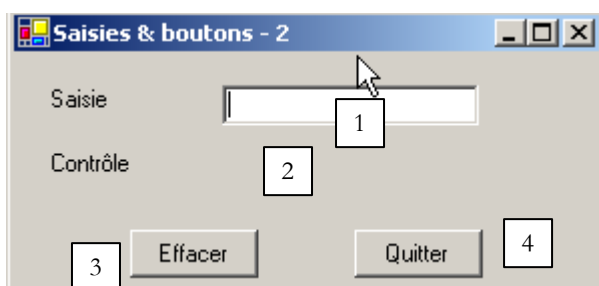 Saisies & boutons - 2
Saisie
1
Contrôle
2
3
Effacer
Quitter
4